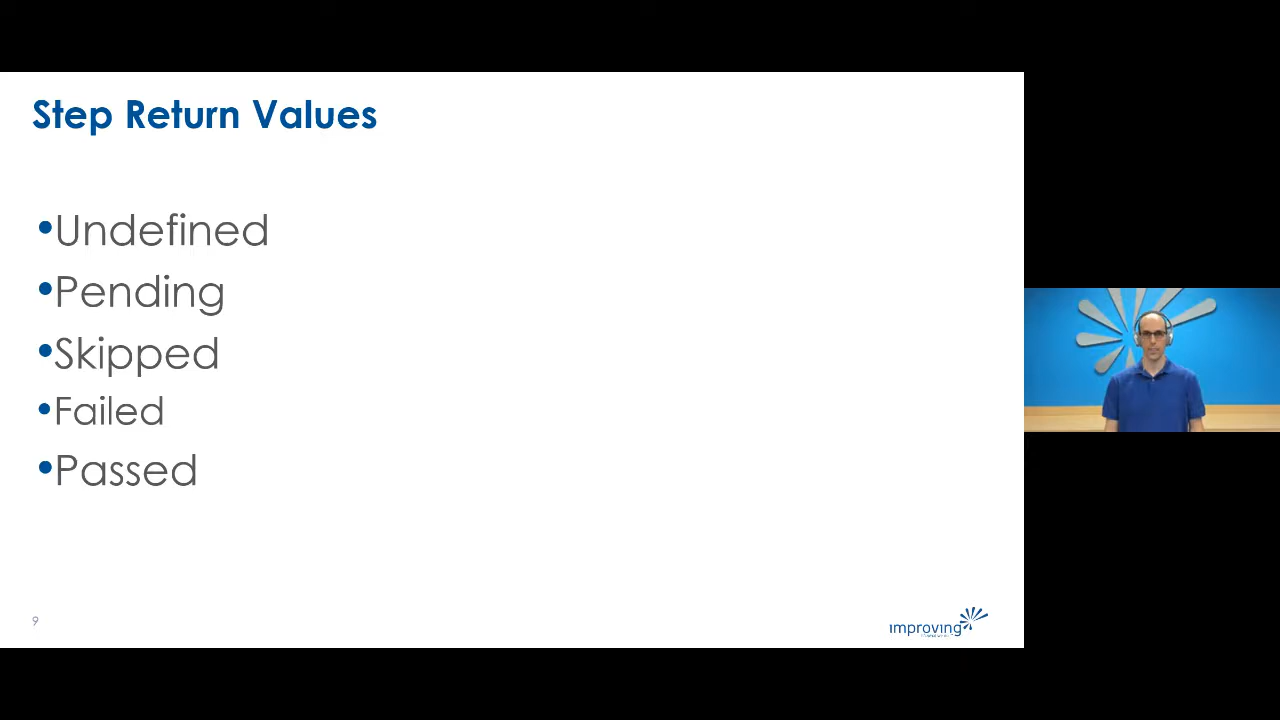 Step Return Values
•Undefined
•Pending
•Skipped
•Failed
•Passed
9
improving